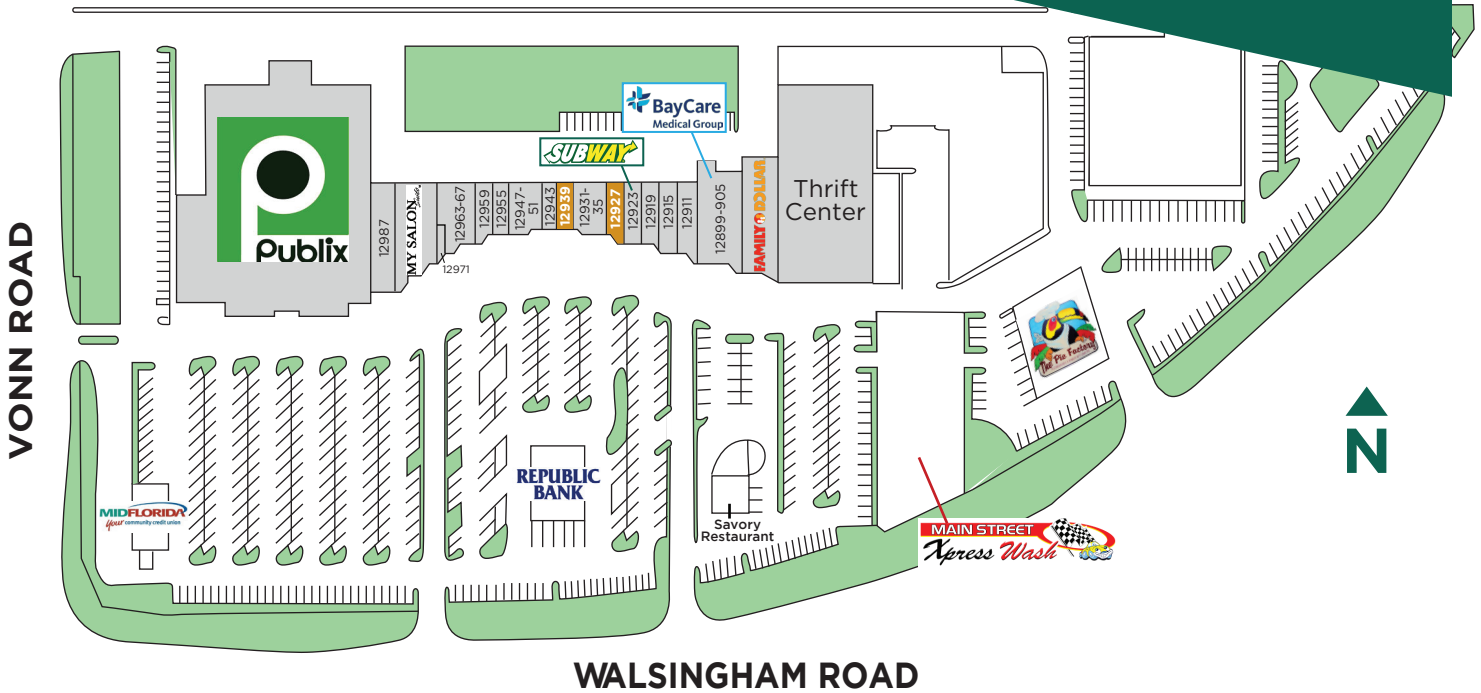 BayCare
Medical Group
SUBWAY
Publix
12987
MY SALON
12971
12963-67
12959
12955
12947-
51
12943
12939
12931-
35
12927
12923
12919
12915
12911
12899-905
FAMILY DOLLAR
Thrift
Center
VONN ROAD
The Pie Factory
N
MIDFLORIDA
Your community credit union
REPUBLIC
BANK
Savory
Restaurant
MAIN STREET
Xpress Wash
WALSINGHAM ROAD